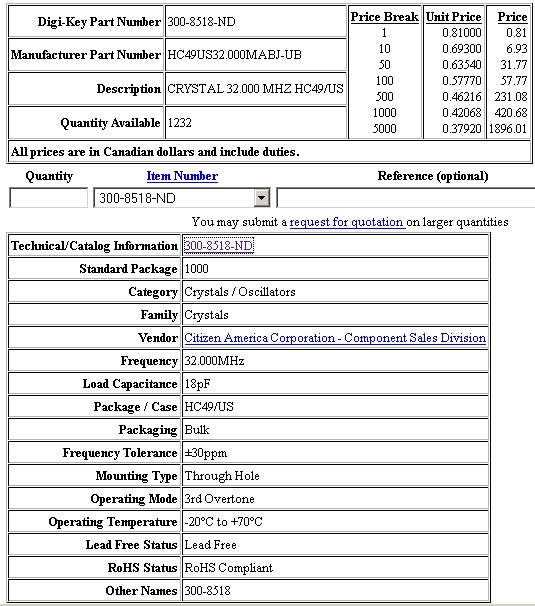 Digi-Key Part Number 300-8518-ND
Manufacturer Part Number HC49US32.000MABJ-UB
Description CRYSTAL 32.000 MHZ HC49/US
Quantity Available 1232
Price Break Unit Price Price
1 0.81000 0.81
10 0.69300 6.93
50 0.63540 31.77
100 0.57770 57.77
500 0.46216 231.08
1000 0.42068 420.68
5000 0.37920 1896.01
All prices are in Canadian dollars and include duties.
Quantity Item Number Reference (optional)
300-8518-ND
You may submit a request for quotation on larger quantities
Technical/Catalog Information 300-8518-ND
Standard Package 1000
Category Crystals / Oscillators
Family Crystals
Vendor Citizen America Corporation - Component Sales Division
Frequency 32.000MHz
Load Capacitance 18pF
Package / Case HC49/US
Packaging Bulk
Frequency Tolerance ±30ppm
Mounting Type Through Hole
Operating Mode 3rd Overtone
Operating Temperature -20°C to +70°C
Lead Free Status Lead Free
RoHS Status RoHS Compliant
Other Names 300-8518